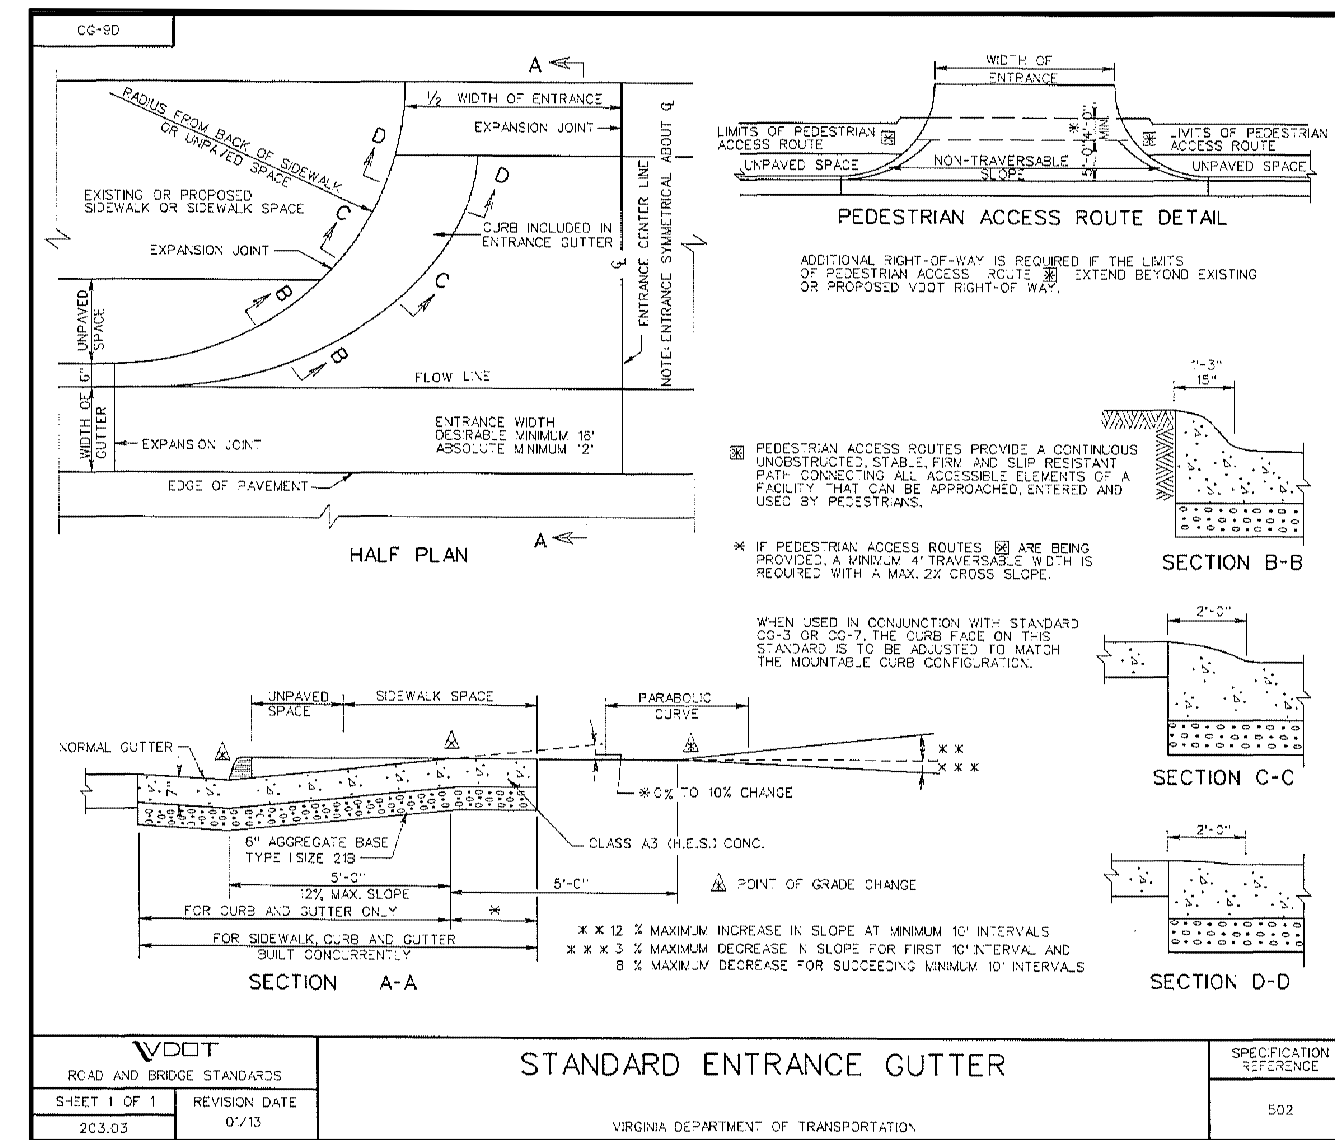 CG-9D
A
1/2 WIDTH OF ENTRANCE
EXPANSION JOINT
RADIUS FROM BACK OF SIDEWALK
OR UNPAVED SPACE
D
D
EXISTING OR PROPOSED
SIDEWALK OR SIDEWALK SPACE
C
CURB INCLUDED IN
ENTRANCE GUTTER
EXPANSION JOINT
C
B
B
UNPAVED
SPACE
6"
WIDTH OF
GUTTER
FLOW LINE
ENTRANCE CENTER LINE
NOTE: ENTRANCE SYMMETRICAL ABOUT ℄
℄
ENTRANCE WIDTH
DESIRABLE MINIMUM 16'
ABSOLUTE MINIMUM 12'
EXPANSION JOINT
EDGE OF PAVEMENT
A
HALF PLAN
WIDTH OF
ENTRANCE
LIMITS OF PEDESTRIAN
ACCESS ROUTE
LIMITS OF PEDESTRIAN
ACCESS ROUTE
4'-0"
MIN.
5'-0"
UNPAVED SPACE
NON-TRAVERSABLE
SLOPE
UNPAVED SPACE
PEDESTRIAN ACCESS ROUTE DETAIL
ADDITIONAL RIGHT-OF-WAY IS REQUIRED IF THE LIMITS
OF PEDESTRIAN ACCESS ROUTE EXTEND BEYOND EXISTING
OR PROPOSED VDOT RIGHT-OF WAY.
PEDESTRIAN ACCESS ROUTES PROVIDE A CONTINUOUS
UNOBSTRUCTED, STABLE, FIRM AND SLIP RESISTANT
PATH CONNECTING ALL ACCESSIBLE ELEMENTS OF A
FACILITY THAT CAN BE APPROACHED, ENTERED AND
USED BY PEDESTRIANS.
* IF PEDESTRIAN ACCESS ROUTES ARE BEING
PROVIDED, A MINIMUM 4' TRAVERSABLE WIDTH IS
REQUIRED WITH A MAX. 2% CROSS SLOPE.
WHEN USED IN CONJUNCTION WITH STANDARD
CG-3 OR CG-7, THE CURB FACE ON THIS
STANDARD IS TO BE ADJUSTED TO MATCH
THE MOUNTABLE CURB CONFIGURATION.
1'-3"
15"
SECTION B-B
2'-0"
SECTION C-C
2'-0"
SECTION D-D
UNPAVED
SPACE
SIDEWALK SPACE
PARABOLIC
CURVE
NORMAL GUTTER
7"
* 0% TO 10% CHANGE
* *
* * *
6" AGGREGATE BASE
TYPE I SIZE 21B
CLASS A3 (H.E.S.) CONC.
5'-0"
12% MAX. SLOPE
5'-0"
POINT OF GRADE CHANGE
FOR CURB AND GUTTER ONLY
*
FOR SIDEWALK, CURB AND GUTTER
BUILT CONCURRENTLY
SECTION A-A
* * 12 % MAXIMUM INCREASE IN SLOPE AT MINIMUM 10' INTERVALS
* * * 3 % MAXIMUM DECREASE IN SLOPE FOR FIRST 10' INTERVAL AND
8 % MAXIMUM DECREASE FOR SUCCEEDING MINIMUM 10' INTERVALS
VDOT
ROAD AND BRIDGE STANDARDS
SHEET 1 OF 1
REVISION DATE
01/13
203.03
STANDARD ENTRANCE GUTTER
VIRGINIA DEPARTMENT OF TRANSPORTATION
SPECIFICATION
REFERENCE
502